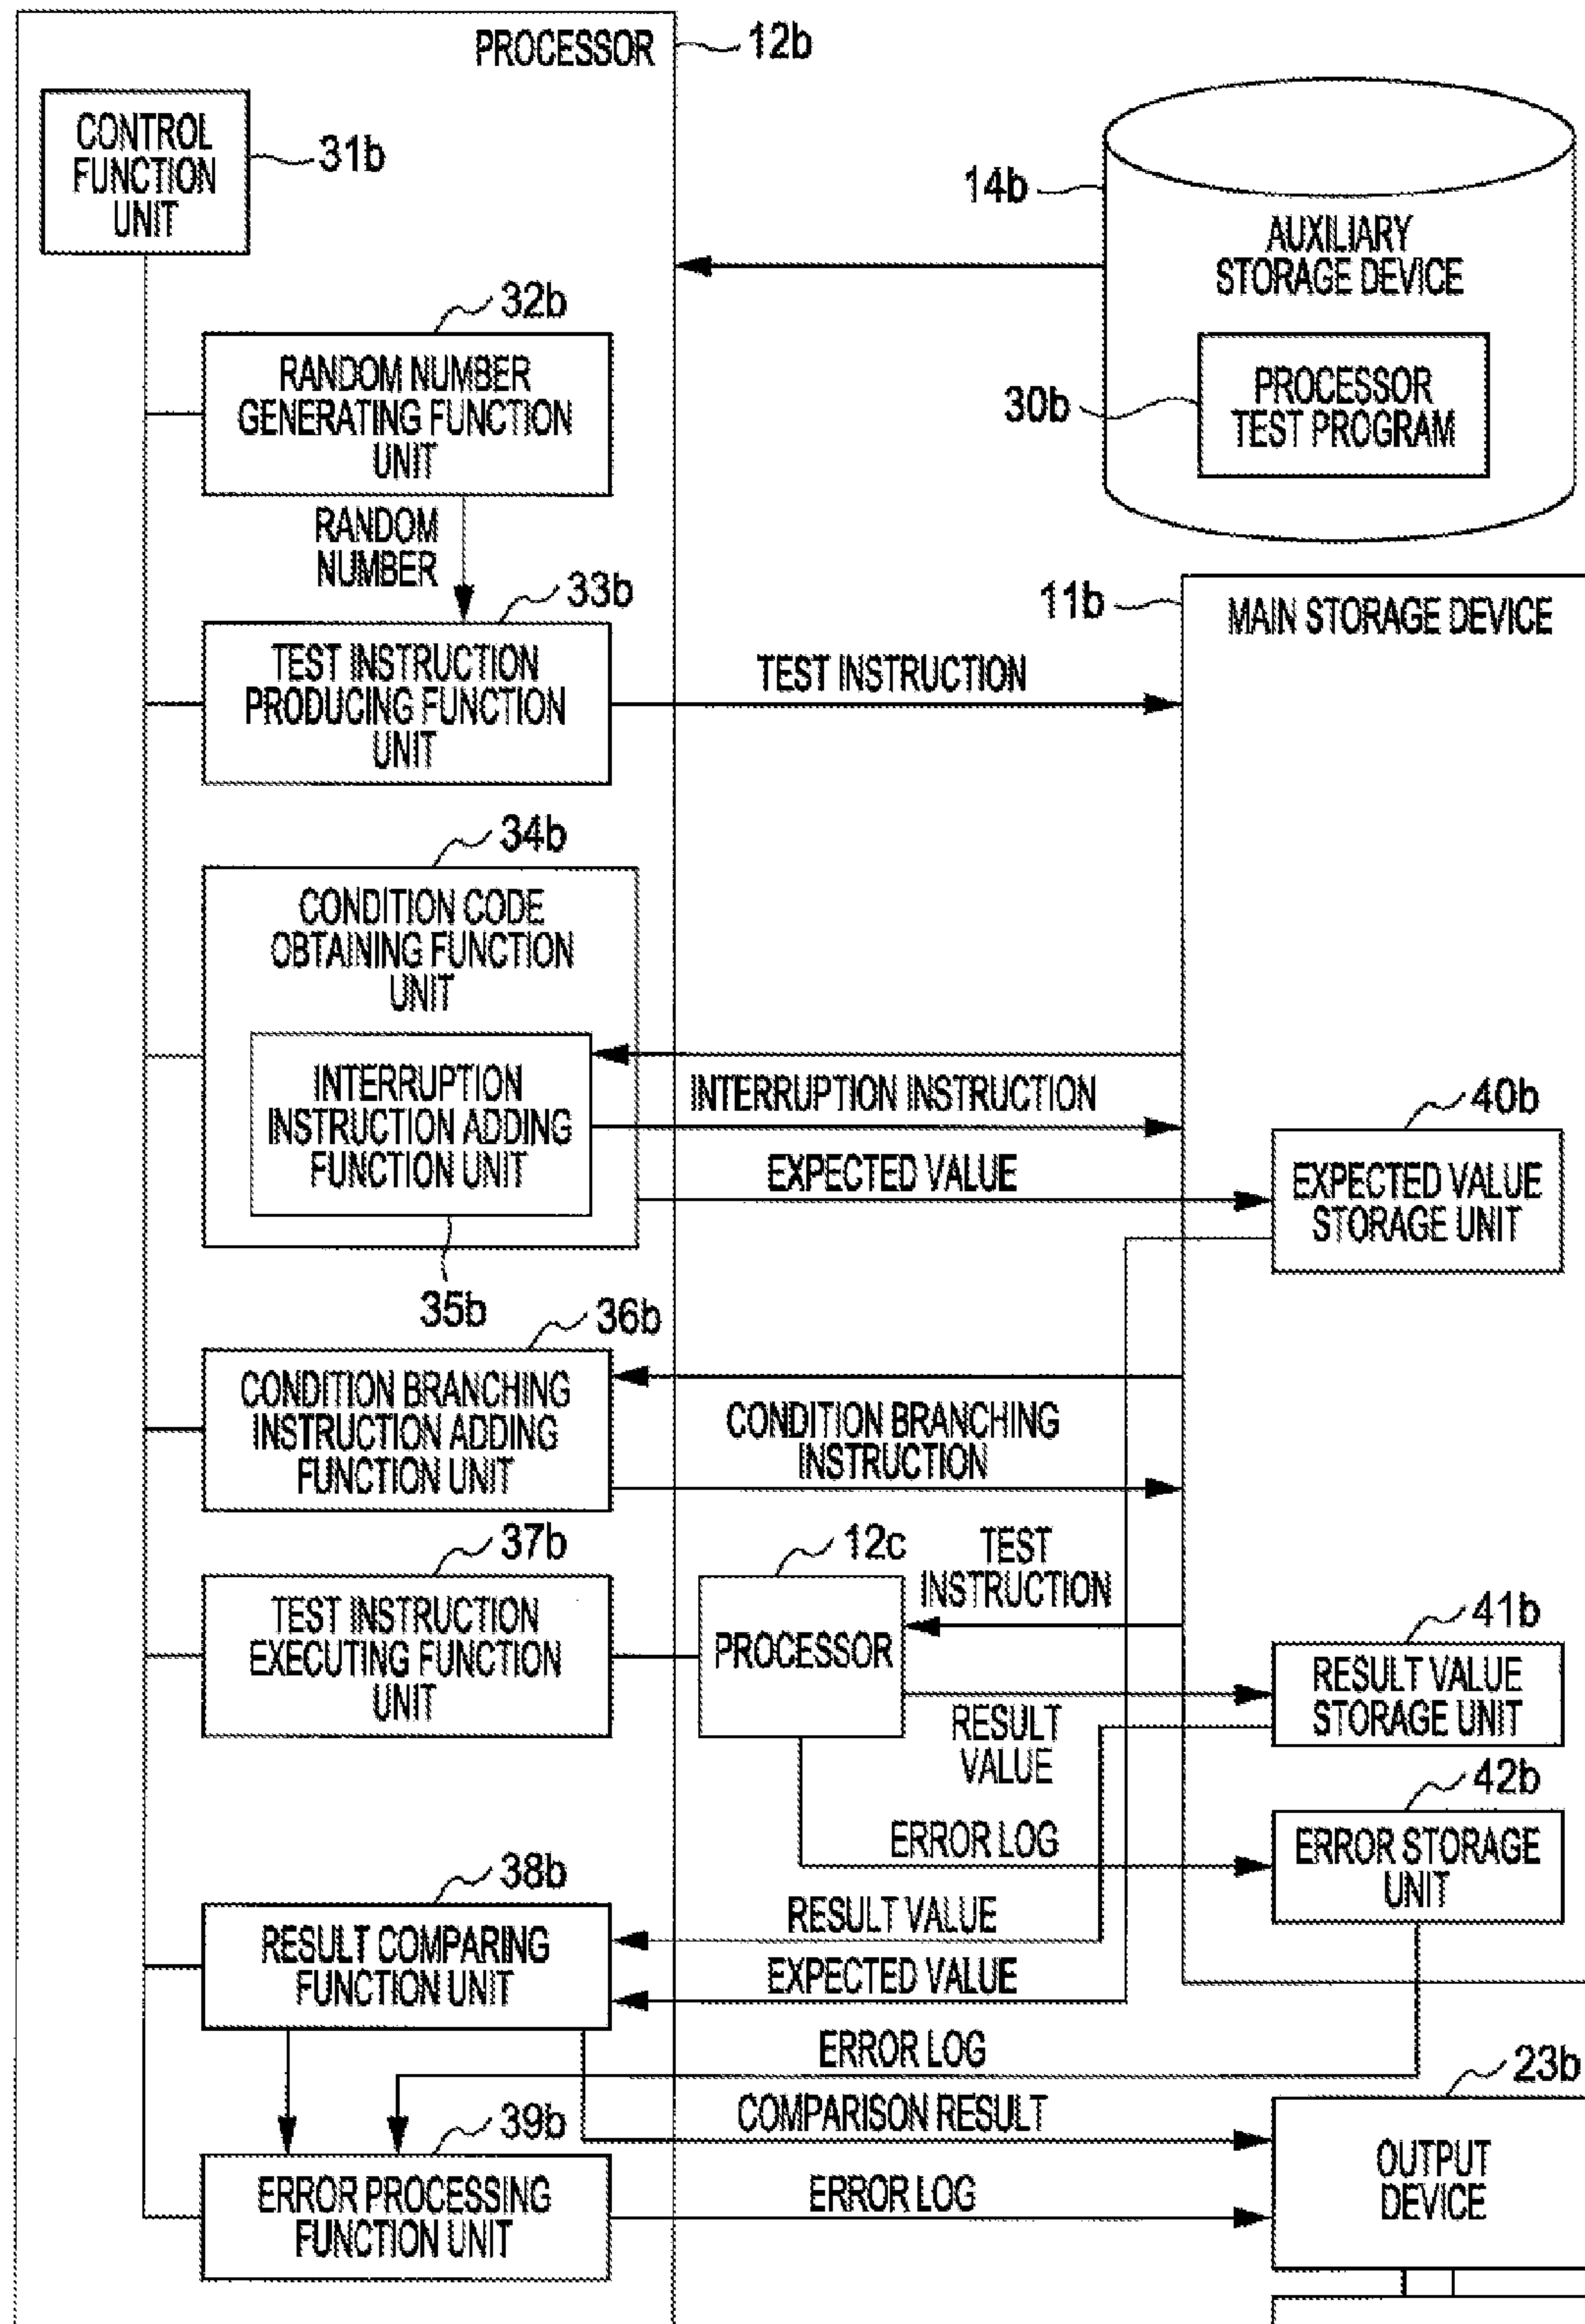 PROCESSOR
12b
CONTROL
FUNCTION
UNIT
31b
14b
AUXILIARY
STORAGE DEVICE
30b
PROCESSOR
TEST PROGRAM
32b
RANDOM NUMBER
GENERATING FUNCTION
UNIT
RANDOM
NUMBER
33b
TEST INSTRUCTION
PRODUCING FUNCTION
UNIT
TEST INSTRUCTION
11b
MAIN STORAGE DEVICE
34b
CONDITION CODE
OBTAINING FUNCTION
UNIT
INTERRUPTION
INSTRUCTION ADDING
FUNCTION UNIT
35b
INTERRUPTION INSTRUCTION
EXPECTED VALUE
40b
EXPECTED VALUE
STORAGE UNIT
36b
CONDITION BRANCHING
INSTRUCTION ADDING
FUNCTION UNIT
CONDITION BRANCHING
INSTRUCTION
37b
TEST INSTRUCTION
EXECUTING FUNCTION
UNIT
12c
PROCESSOR
TEST
INSTRUCTION
RESULT
VALUE
41b
RESULT VALUE
STORAGE UNIT
ERROR LOG
42b
ERROR STORAGE
UNIT
38b
RESULT COMPARING
FUNCTION UNIT
RESULT VALUE
EXPECTED VALUE
ERROR LOG
COMPARISON RESULT
39b
ERROR PROCESSING
FUNCTION UNIT
ERROR LOG
23b
OUTPUT
DEVICE